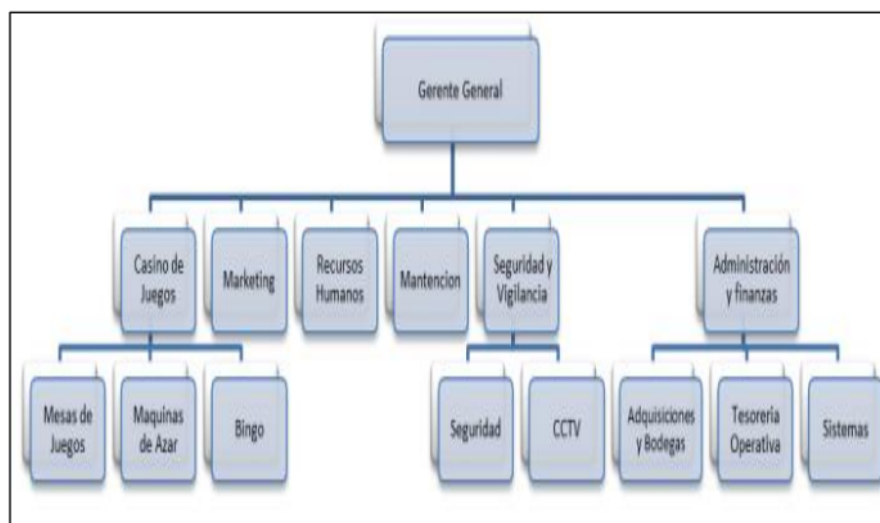 Gerente General
Casino de
Juegos
Marketing
Recursos
Humanos
Mantencion
Seguridad y
Vigilancia
Administración
y finanzas
Mesas de
Juegos
Maquinas
de Azar
Bingo
Seguridad
CCTV
Adquisiciones
y Bodegas
Tesoreria
Operativa
Sistemas